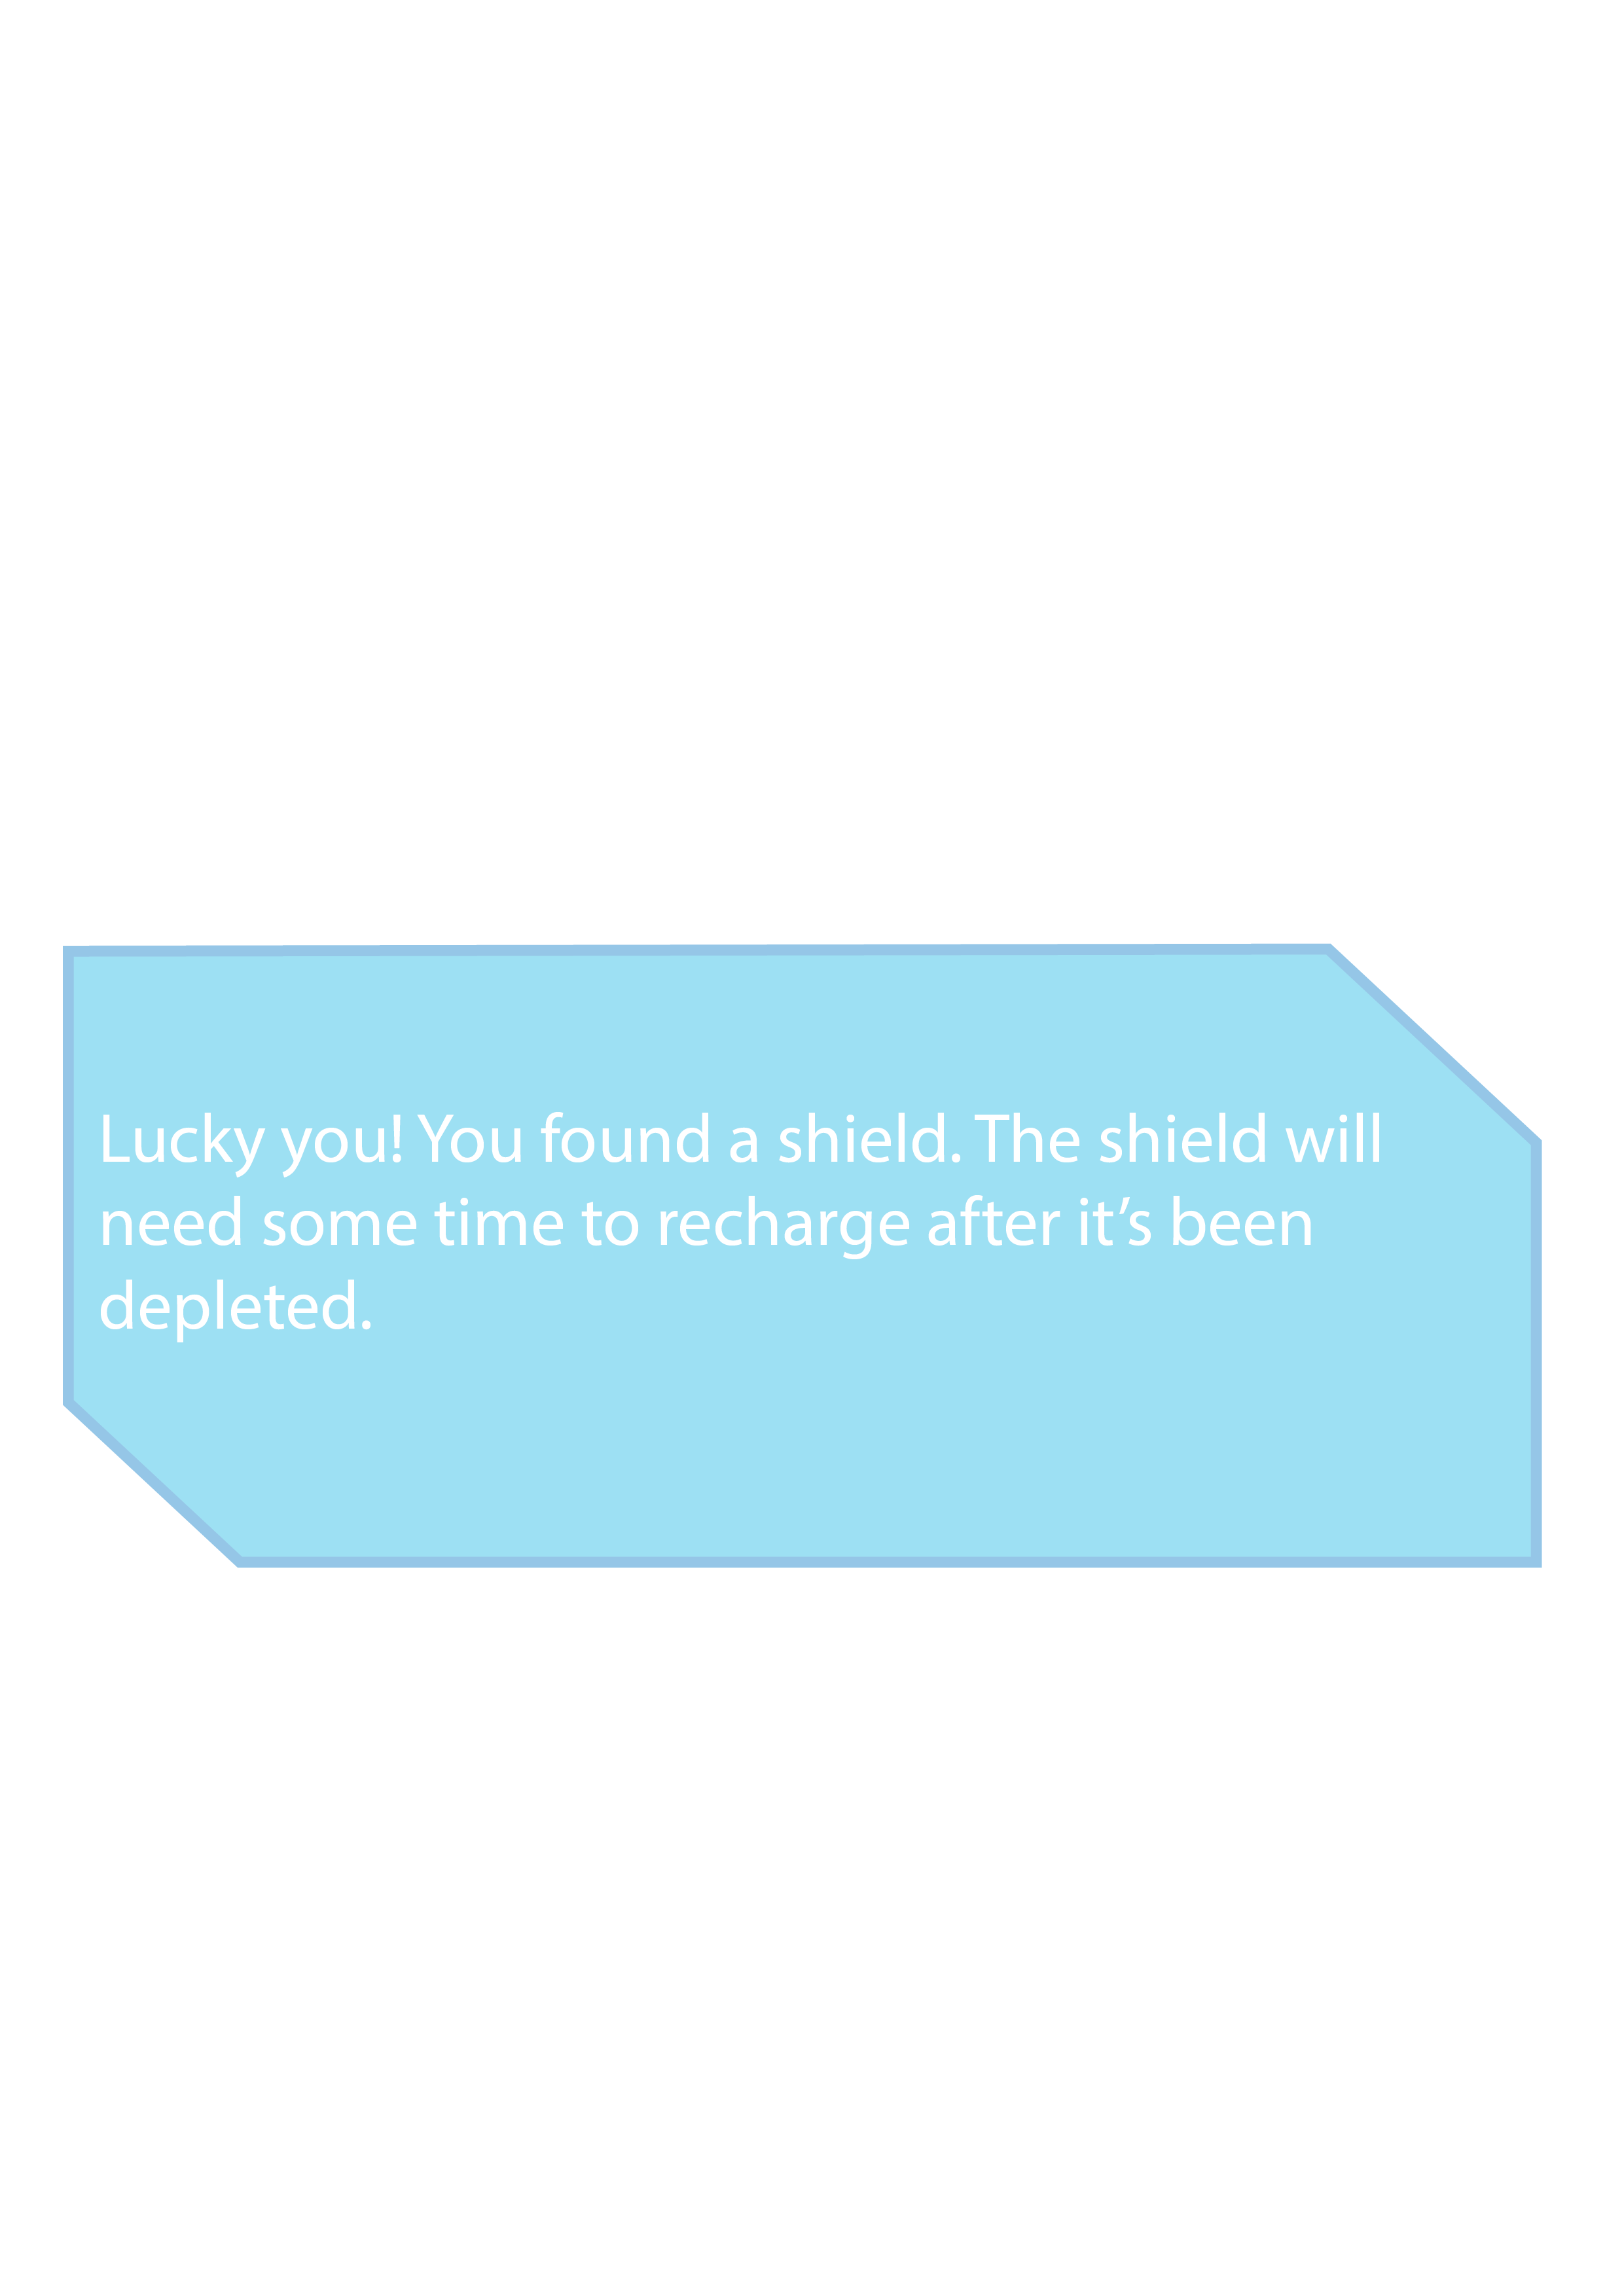 Lucky you! You found a shield. The shield will
need some time to recharge after it’s been
depleted.